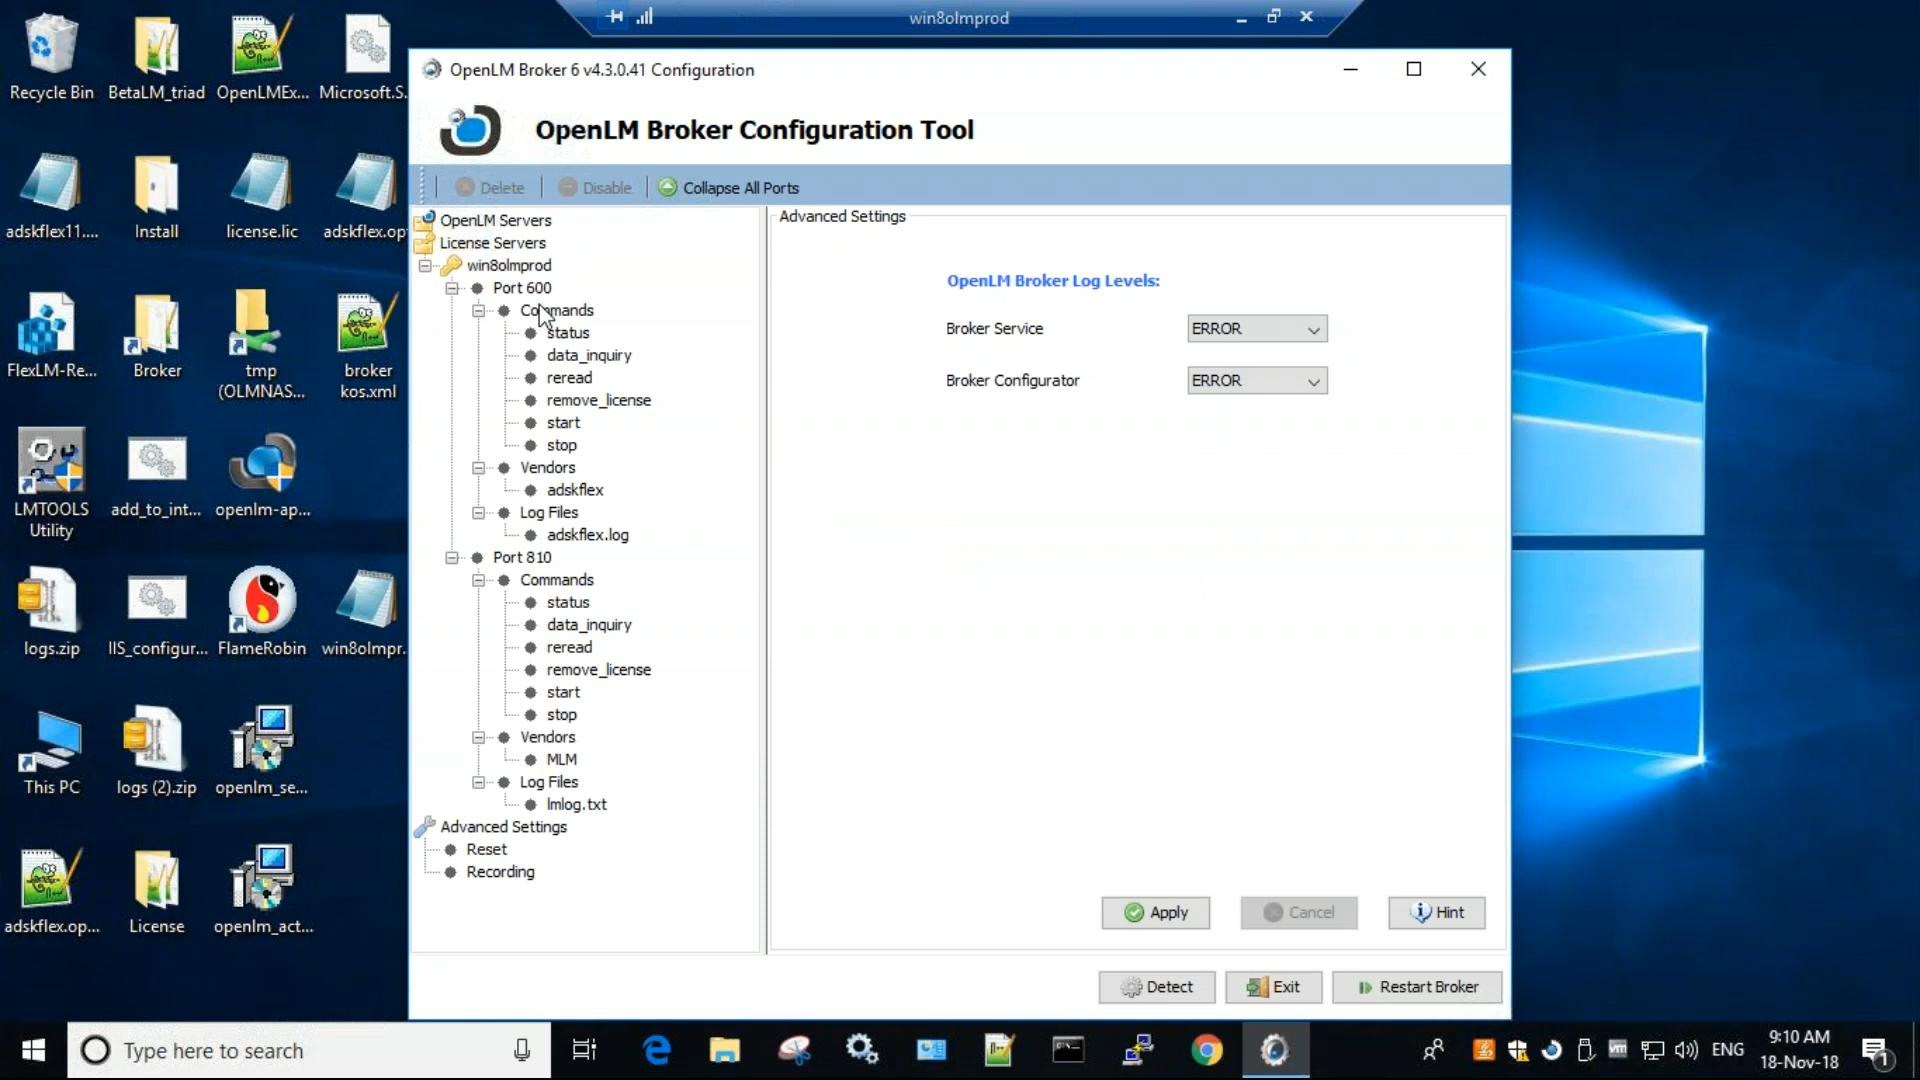 win8olmprod
Recycle Bin
BetaLM_triad
OpenLMEx...
Microsoft.S.
adskflex11....
Install
license.lic
adskflex.op
FlexLM-Re...
Broker
tmp
(OLMNAS...
broker
kos.xml
LMTOOLS
Utility
add_to_int...
openlm-ap...
logs.zip
IIS_configur...
FlameRobin
win8olmpr.
This PC
logs (2).zip
openlm_se...
adskflex.op...
License
openlm_act...
OpenLM Broker 6 v4.3.0.41 Configuration
OpenLM Broker Configuration Tool
Delete
Disable
Collapse All Ports
OpenLM Servers
License Servers
win8olmprod
Port 600
Commands
status
data_inquiry
reread
remove_license
start
stop
Vendors
adskflex
Log Files
adskflex.log
Port 810
Commands
status
data_inquiry
reread
remove_license
start
stop
Vendors
MLM
Log Files
lmlog.txt
Advanced Settings
Reset
Recording
Advanced Settings
OpenLM Broker Log Levels:
Broker Service
ERROR
Broker Configurator
ERROR
Apply
Cancel
Hint
Detect
Exit
Restart Broker
Type here to search
ENG
9:10 AM
18-Nov-18
1